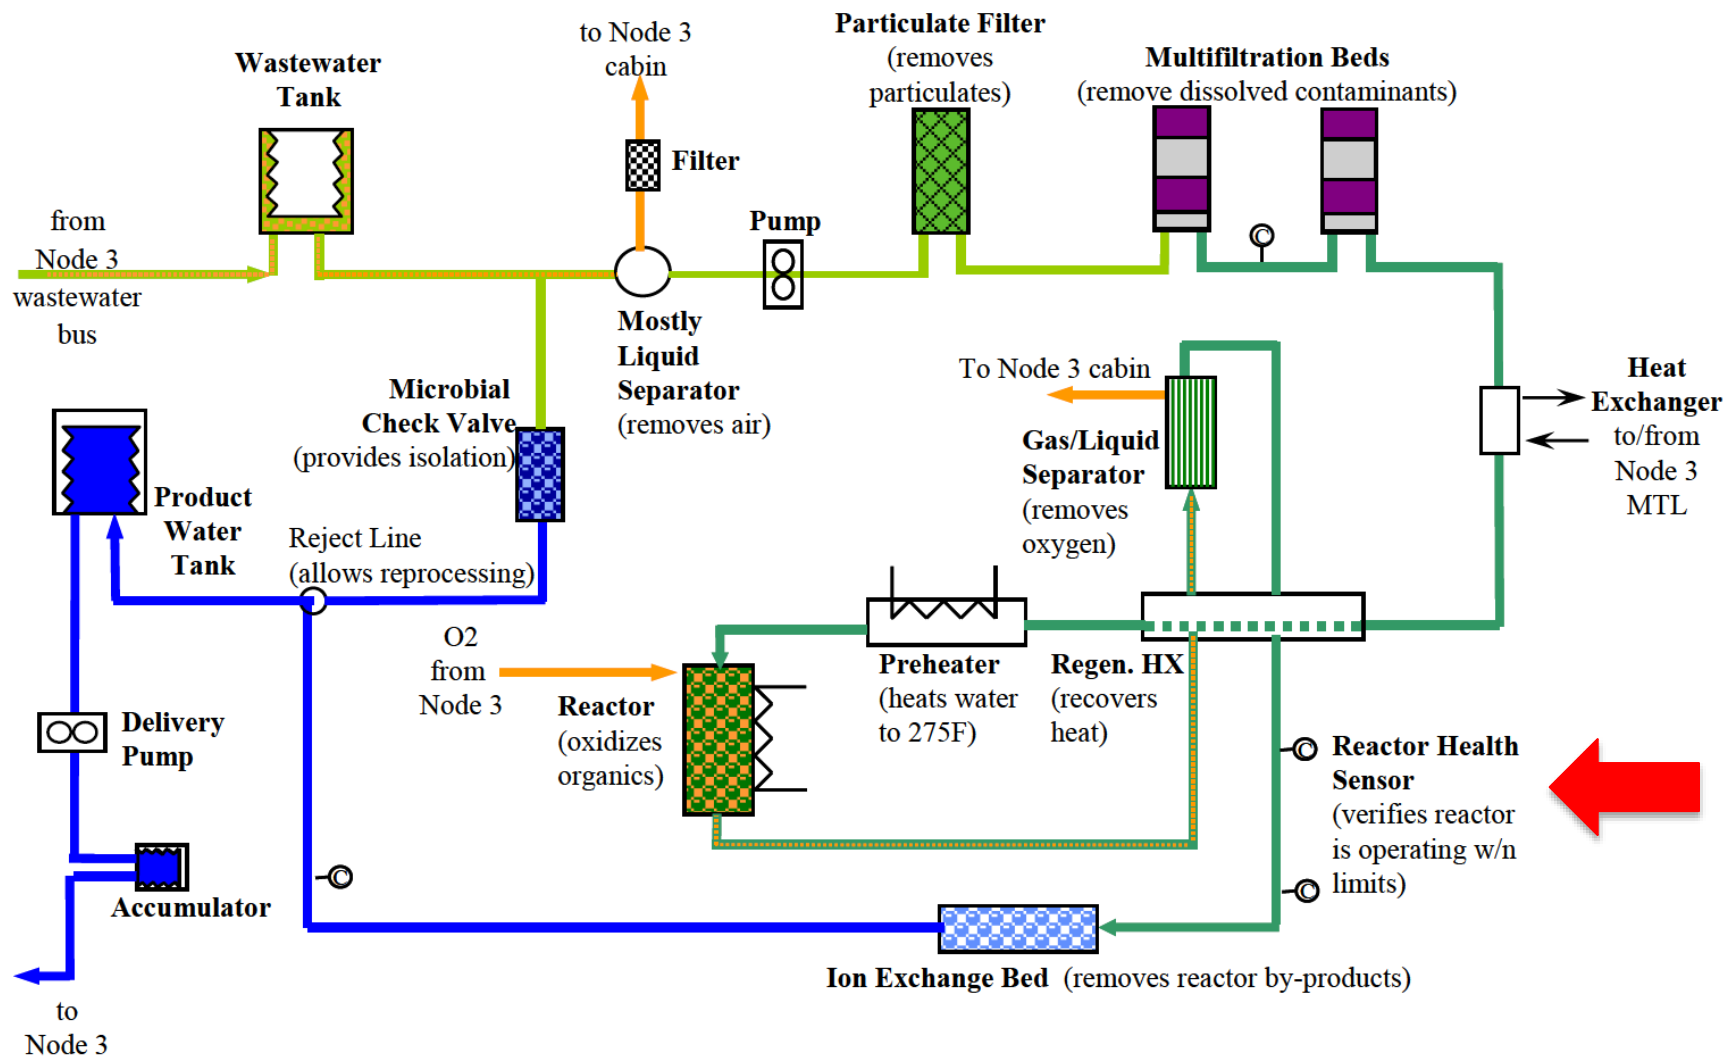 Wastewater
Tank
to Node 3
cabin
Filter
Particulate Filter
(removes
particulates)
Multifiltration Beds
(remove dissolved contaminants)
from
Node 3
wastewater
bus
Pump
C
Mostly
Liquid
Separator
(removes air)
Microbial
Check Valve
(provides isolation)
To Node 3 cabin
Gas/Liquid
Separator
(removes
oxygen)
Heat
Exchanger
to/from
Node 3
MTL
Product
Water
Tank
Reject Line
(allows reprocessing)
O2
from
Node 3
Reactor
(oxidizes
organics)
Preheater
(heats water
to 275F)
Regen. HX
(recovers
heat)
Delivery
Pump
C
Reactor Health
Sensor
(verifies reactor
is operating w/n
limits)
C
C
Accumulator
Ion Exchange Bed (removes reactor by-products)
to
Node 3